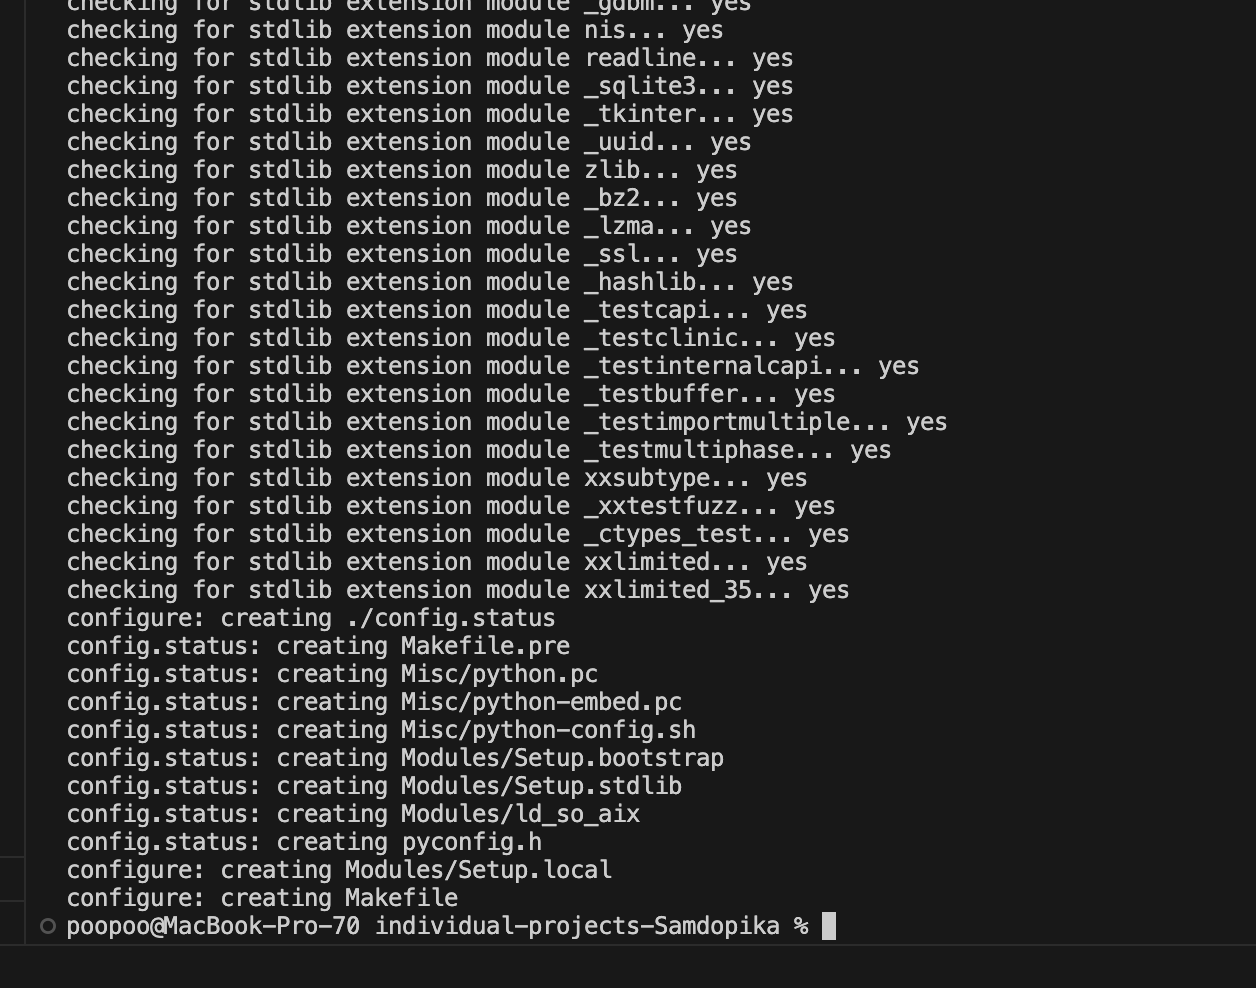 checking for stdlib extension module _gdbm... yes
checking for stdlib extension module nis... yes
checking for stdlib extension module readline... yes
checking for stdlib extension module _sqlite3... yes
checking for stdlib extension module _tkinter... yes
checking for stdlib extension module _uuid... yes
checking for stdlib extension module zlib... yes
checking for stdlib extension module _bz2... yes
checking for stdlib extension module _lzma... yes
checking for stdlib extension module _ssl... yes
checking for stdlib extension module _hashlib... yes
checking for stdlib extension module _testcapi... yes
checking for stdlib extension module _testclinic... yes
checking for stdlib extension module _testinternalcapi... yes
checking for stdlib extension module _testbuffer... yes
checking for stdlib extension module _testimportmultiple... yes
checking for stdlib extension module _testmultiphase... yes
checking for stdlib extension module xxsubtype... yes
checking for stdlib extension module _xxtestfuzz... yes
checking for stdlib extension module _ctypes_test... yes
checking for stdlib extension module xxlimited... yes
checking for stdlib extension module xxlimited_35... yes
configure: creating ./config.status
config.status: creating Makefile.pre
config.status: creating Misc/python.pc
config.status: creating Misc/python-embed.pc
config.status: creating Misc/python-config.sh
config.status: creating Modules/Setup.bootstrap
config.status: creating Modules/Setup.stdlib
config.status: creating Modules/ld_so_aix
config.status: creating pyconfig.h
configure: creating Modules/Setup.local
configure: creating Makefile
poopoo@MacBook-Pro-70 individual-projects-Samdopika %